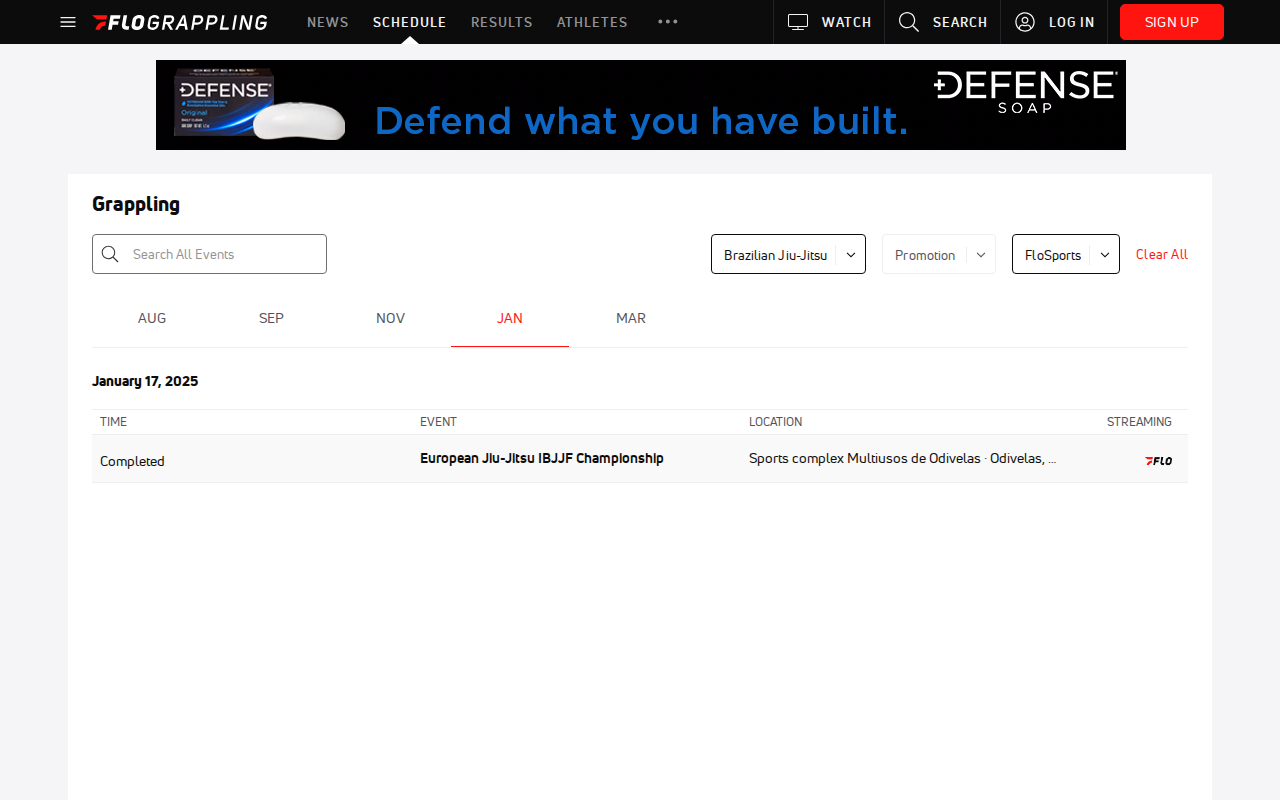 FLOGRAPPLING NEWS SCHEDULE RESULTS ATHLETES WATCH SEARCH LOG IN SIGN UP
DEFENSE
Original
Defend what you have built.
DEFENSE
SOAP
Grappling
Search All Events
Brazilian Jiu-Jitsu
Promotion
FloSports
Clear All
AUG SEP NOV JAN MAR
January 17, 2025
TIME EVENT LOCATION STREAMING
Completed European Jiu-Jitsu IBJJF Championship Sports complex Multiusos de Odivelas · Odivelas, ... FLO